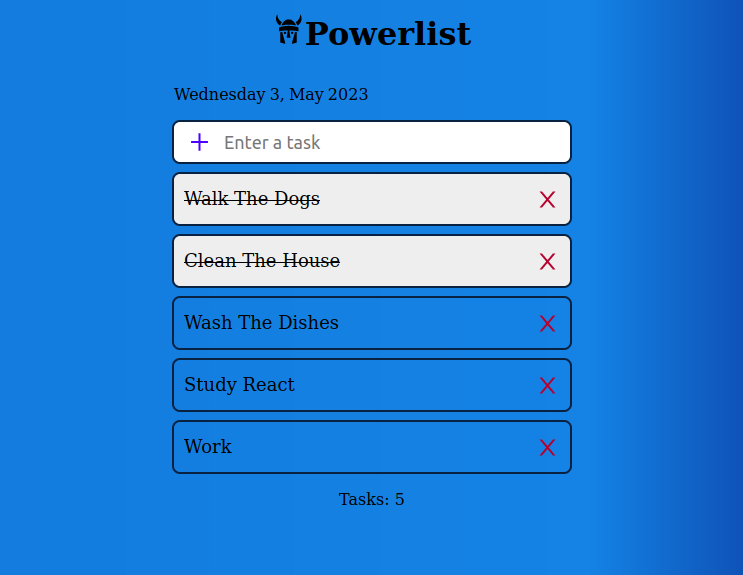 Powerlist
Wednesday 3, May 2023
Enter a task
Walk The Dogs
Clean The House
Wash The Dishes
Study React
Work
Tasks: 5